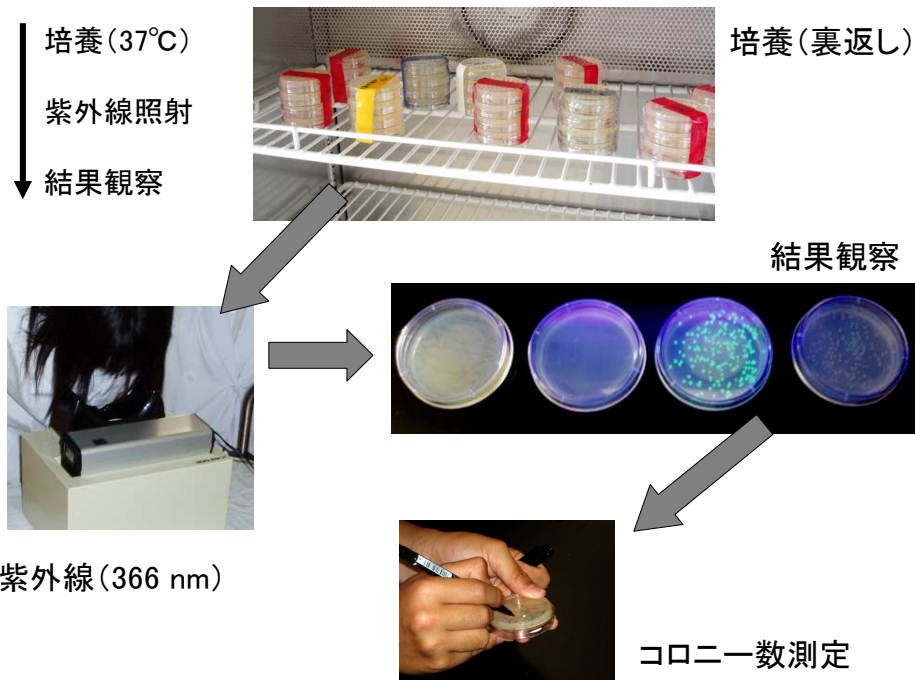 培養(37℃)
紫外線照射
結果観察
培養(裏返し)
結果観察
紫外線(366 nm)
コロニー数測定